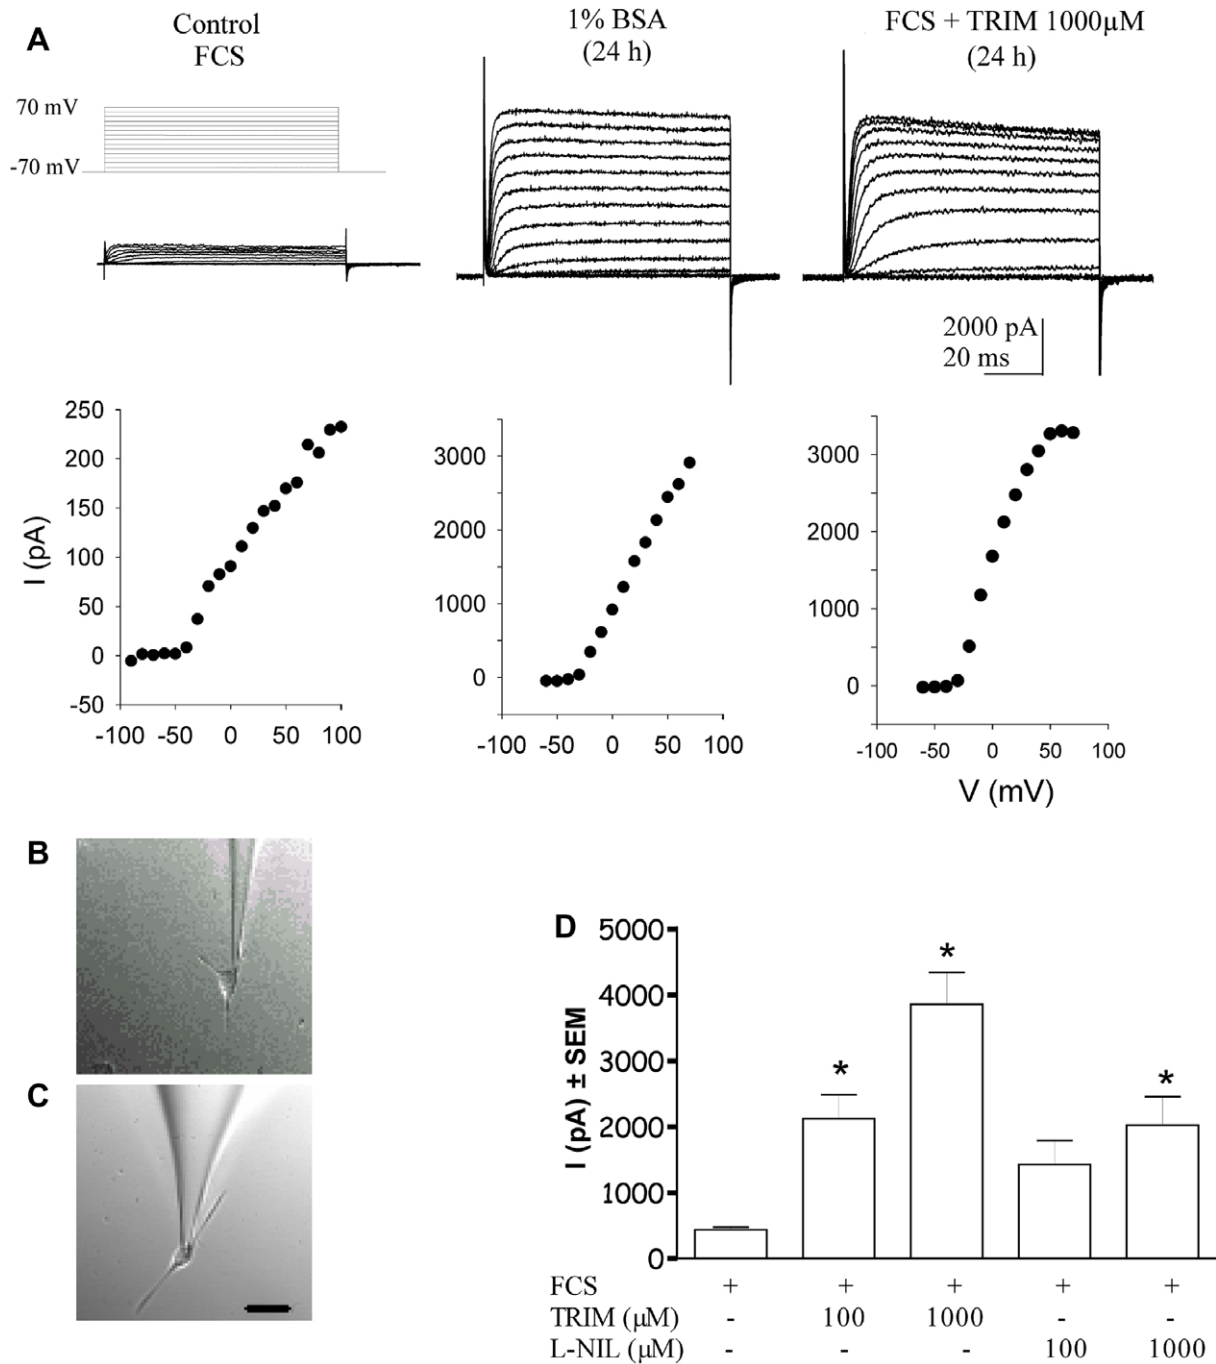 A
Control
FCS
1% BSA
(24 h)
FCS + TRIM 1000μM
(24 h)
70 mV
-70 mV
2000 pA
20 ms
I (pA)
250
200
150
100
50
0
-50
-100 -50 0 50 100
3000
2000
1000
0
-100 -50 0 50 100
3000
2000
1000
0
-100 -50 0 50 100
V (mV)
B
C
D
I (pA) ± SEM
5000
4000
3000
2000
1000
0
* * *
FCS + + + + +
TRIM (μM) - 100 1000 - -
L-NIL (μM) - - - 100 1000